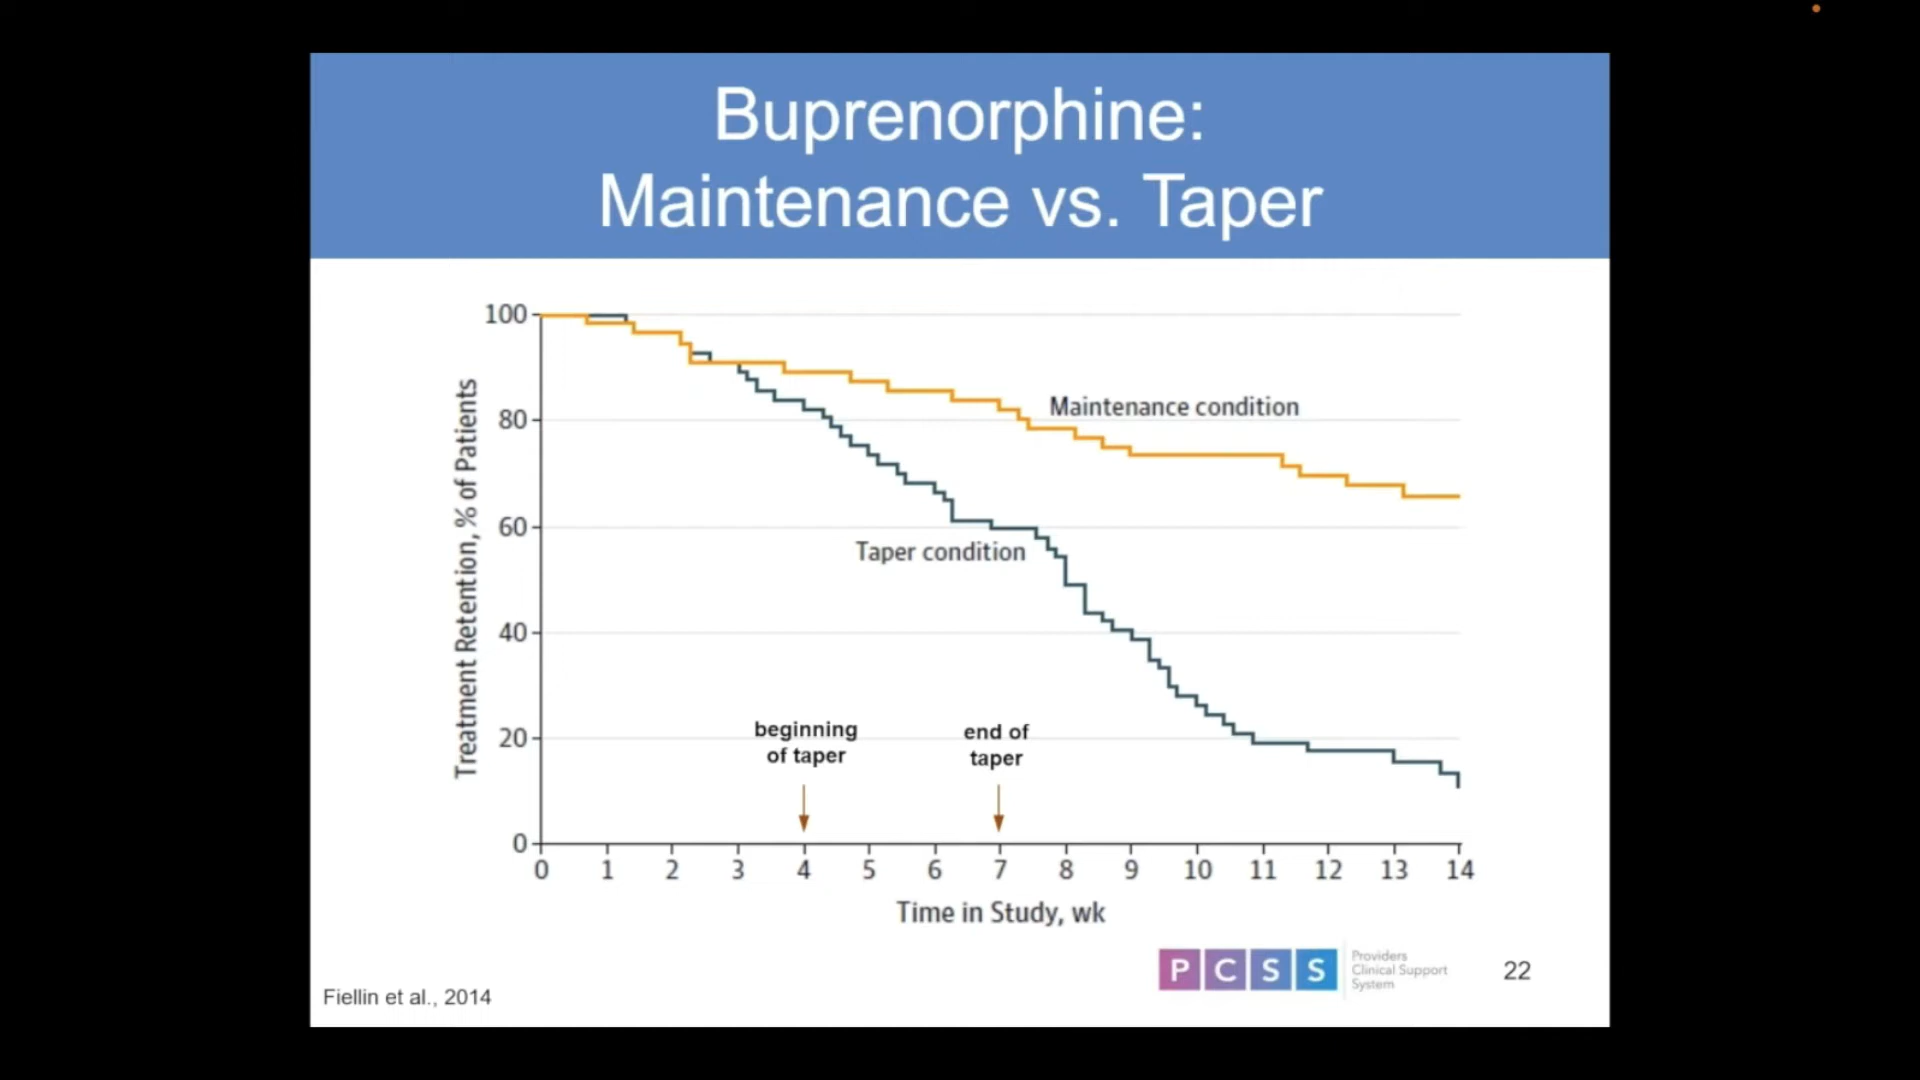 Buprenorphine:
Maintenance vs. Taper
Treatment Retention, % of Patients
100
80
60
40
20
0
Maintenance condition
Taper condition
beginning
of taper
end of
taper
0 1 2 3 4 5 6 7 8 9 10 11 12 13 14
Time in Study, wk
Fiellin et al., 2014
P C S S
Providers
Clinical Support
System
22